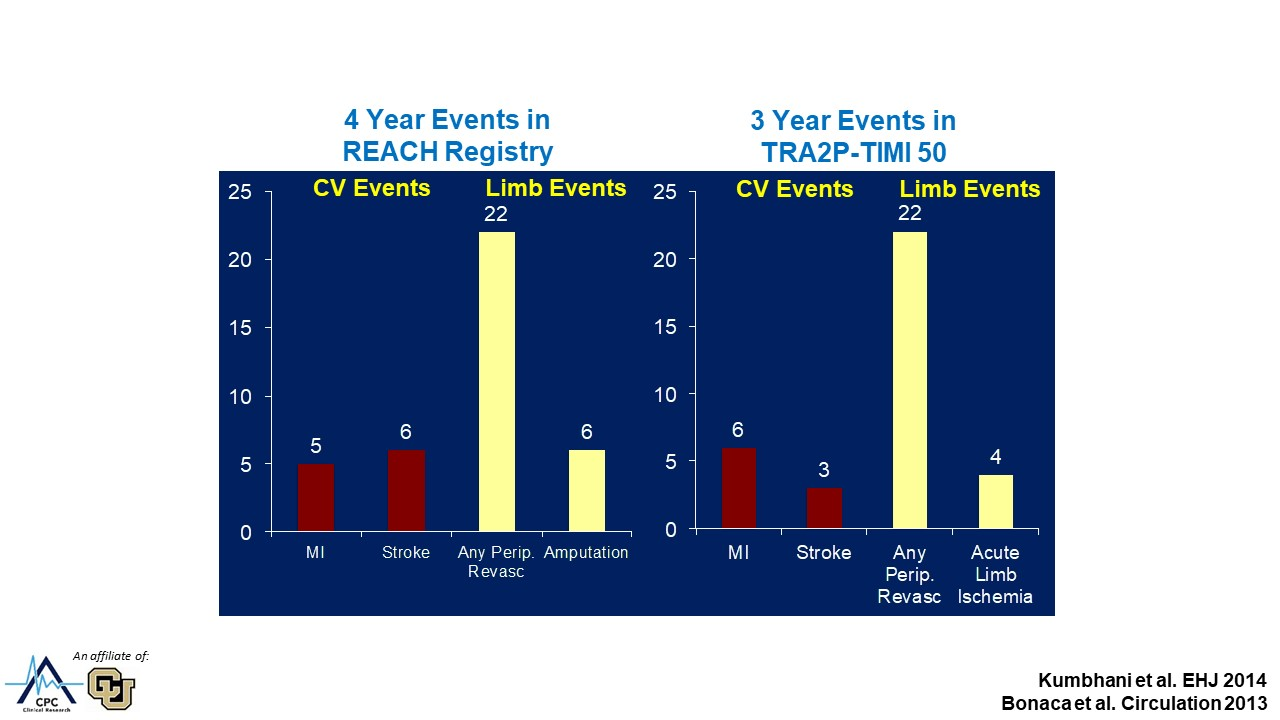 4 Year Events in
REACH Registry
CV Events
Limb Events
25
20
15
10
5
0
5
6
22
6
MI
Stroke
Any Perip.
Revasc
Amputation
3 Year Events in
TRA2P-TIMI 50
CV Events
Limb Events
25
20
15
10
5
0
6
3
22
4
MI
Stroke
Any
Perip.
Revasc
Acute
Limb
Ischemia
An affiliate of:
CPC
Clinical Research
CU
Kumbhani et al. EHJ 2014
Bonaca et al. Circulation 2013